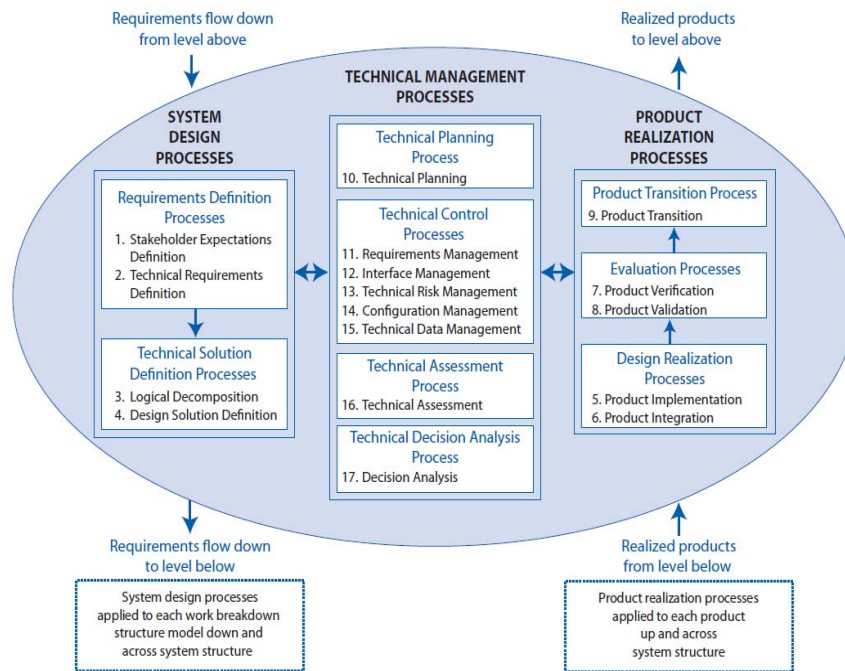 Requirements flow down
from level above
Realized products
to level above
TECHNICAL MANAGEMENT
PROCESSES
SYSTEM
DESIGN
PROCESSES
Requirements Definition
Processes
1. Stakeholder Expectations
Definition
2. Technical Requirements
Definition
Technical Solution
Definition Processes
3. Logical Decomposition
4. Design Solution Definition
Technical Planning
Process
10. Technical Planning
Technical Control
Processes
11. Requirements Management
12. Interface Management
13. Technical Risk Management
14. Configuration Management
15. Technical Data Management
Technical Assessment
Process
16. Technical Assessment
Technical Decision Analysis
Process
17. Decision Analysis
PRODUCT
REALIZATION
PROCESSES
Product Transition Process
9. Product Transition
Evaluation Processes
7. Product Verification
8. Product Validation
Design Realization
Processes
5. Product Implementation
6. Product Integration
Requirements flow down
to level below
Realized products
from level below
System design processes
applied to each work breakdown
structure model down and
across system structure
Product realization processes
applied to each product
up and across
system structure